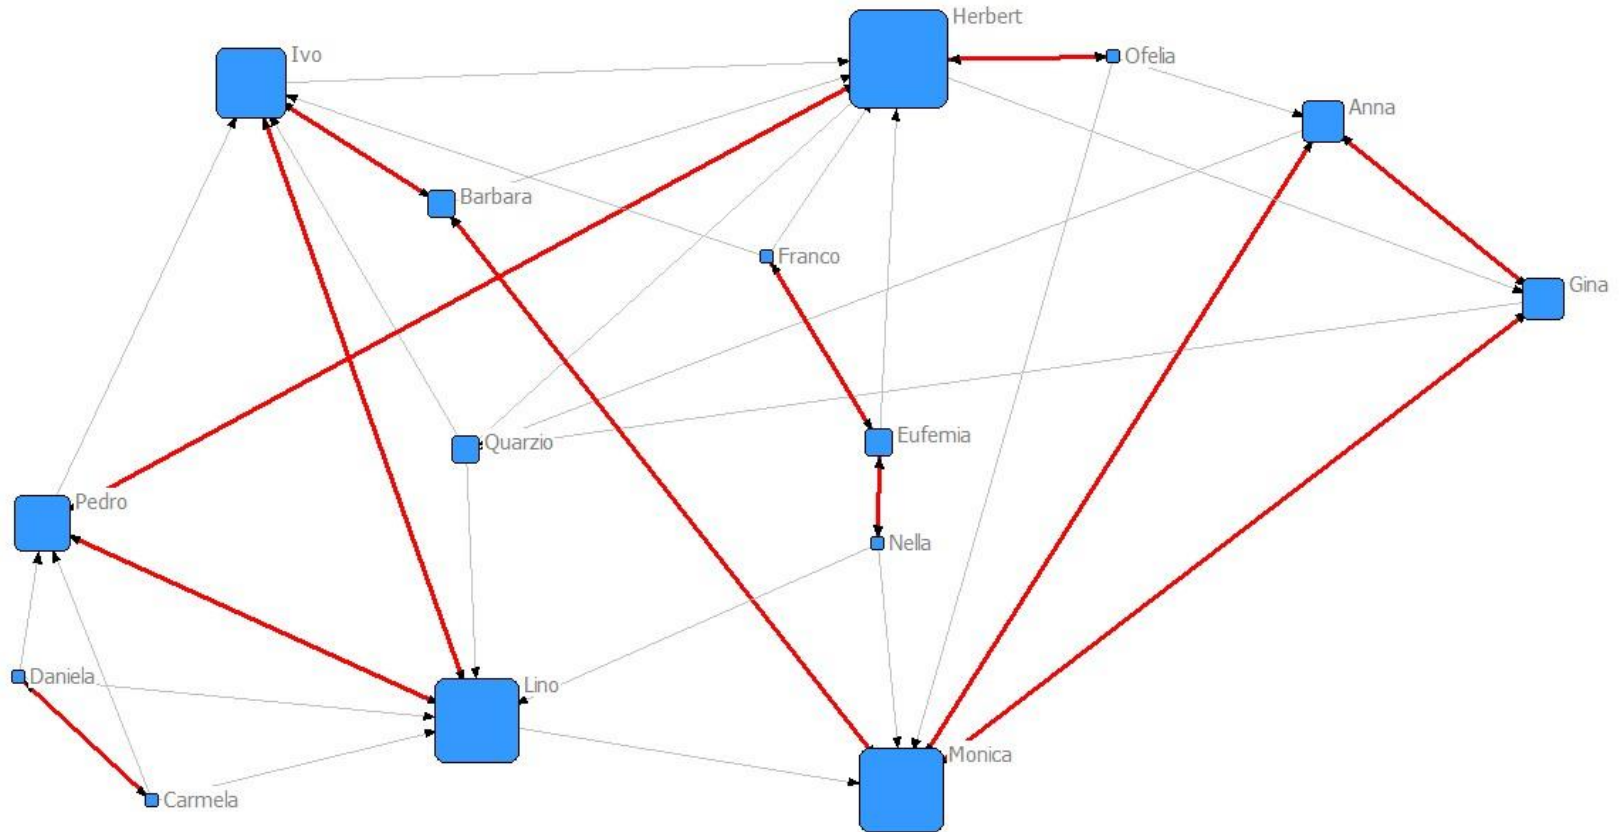 Herbert
Ivo
Ofelia
Anna
Barbara
Franco
Gina
Eufemia
Quarzio
Pedro
Nella
Daniela
Lino
Monica
Carmela